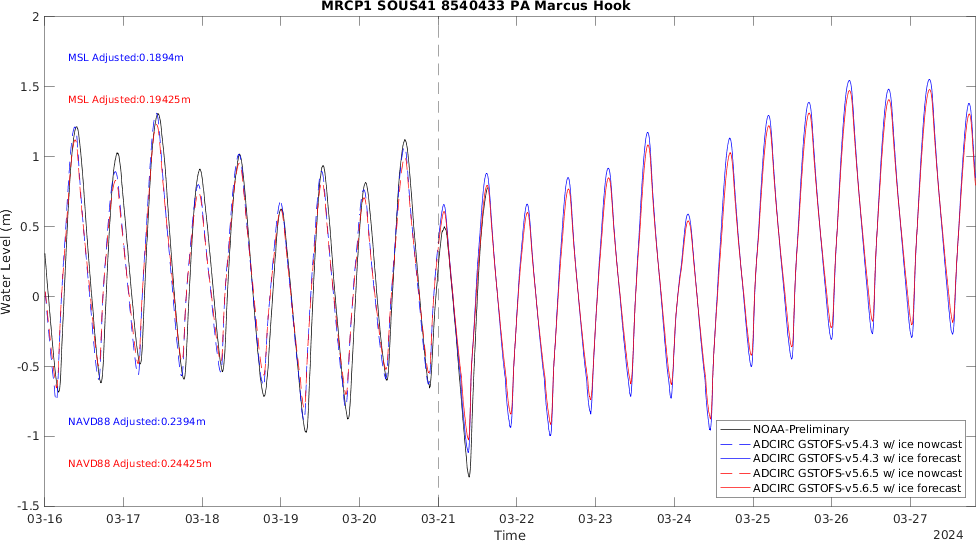 MRCP1 SOUS41 8540433 PA Marcus Hook
2
1.5
1
0.5
0
-0.5
-1
-1.5
Water Level (m)
MSL Adjusted:0.1894m
MSL Adjusted:0.19425m
NAVD88 Adjusted:0.2394m
NAVD88 Adjusted:0.24425m
NOAA-Preliminary
ADCIRC GSTOFS-v5.4.3 w/ ice nowcast
ADCIRC GSTOFS-v5.4.3 w/ ice forecast
ADCIRC GSTOFS-v5.6.5 w/ ice nowcast
ADCIRC GSTOFS-v5.6.5 w/ ice forecast
03-16 03-17 03-18 03-19 03-20 03-21 03-22 03-23 03-24 03-25 03-26 03-27
Time
2024